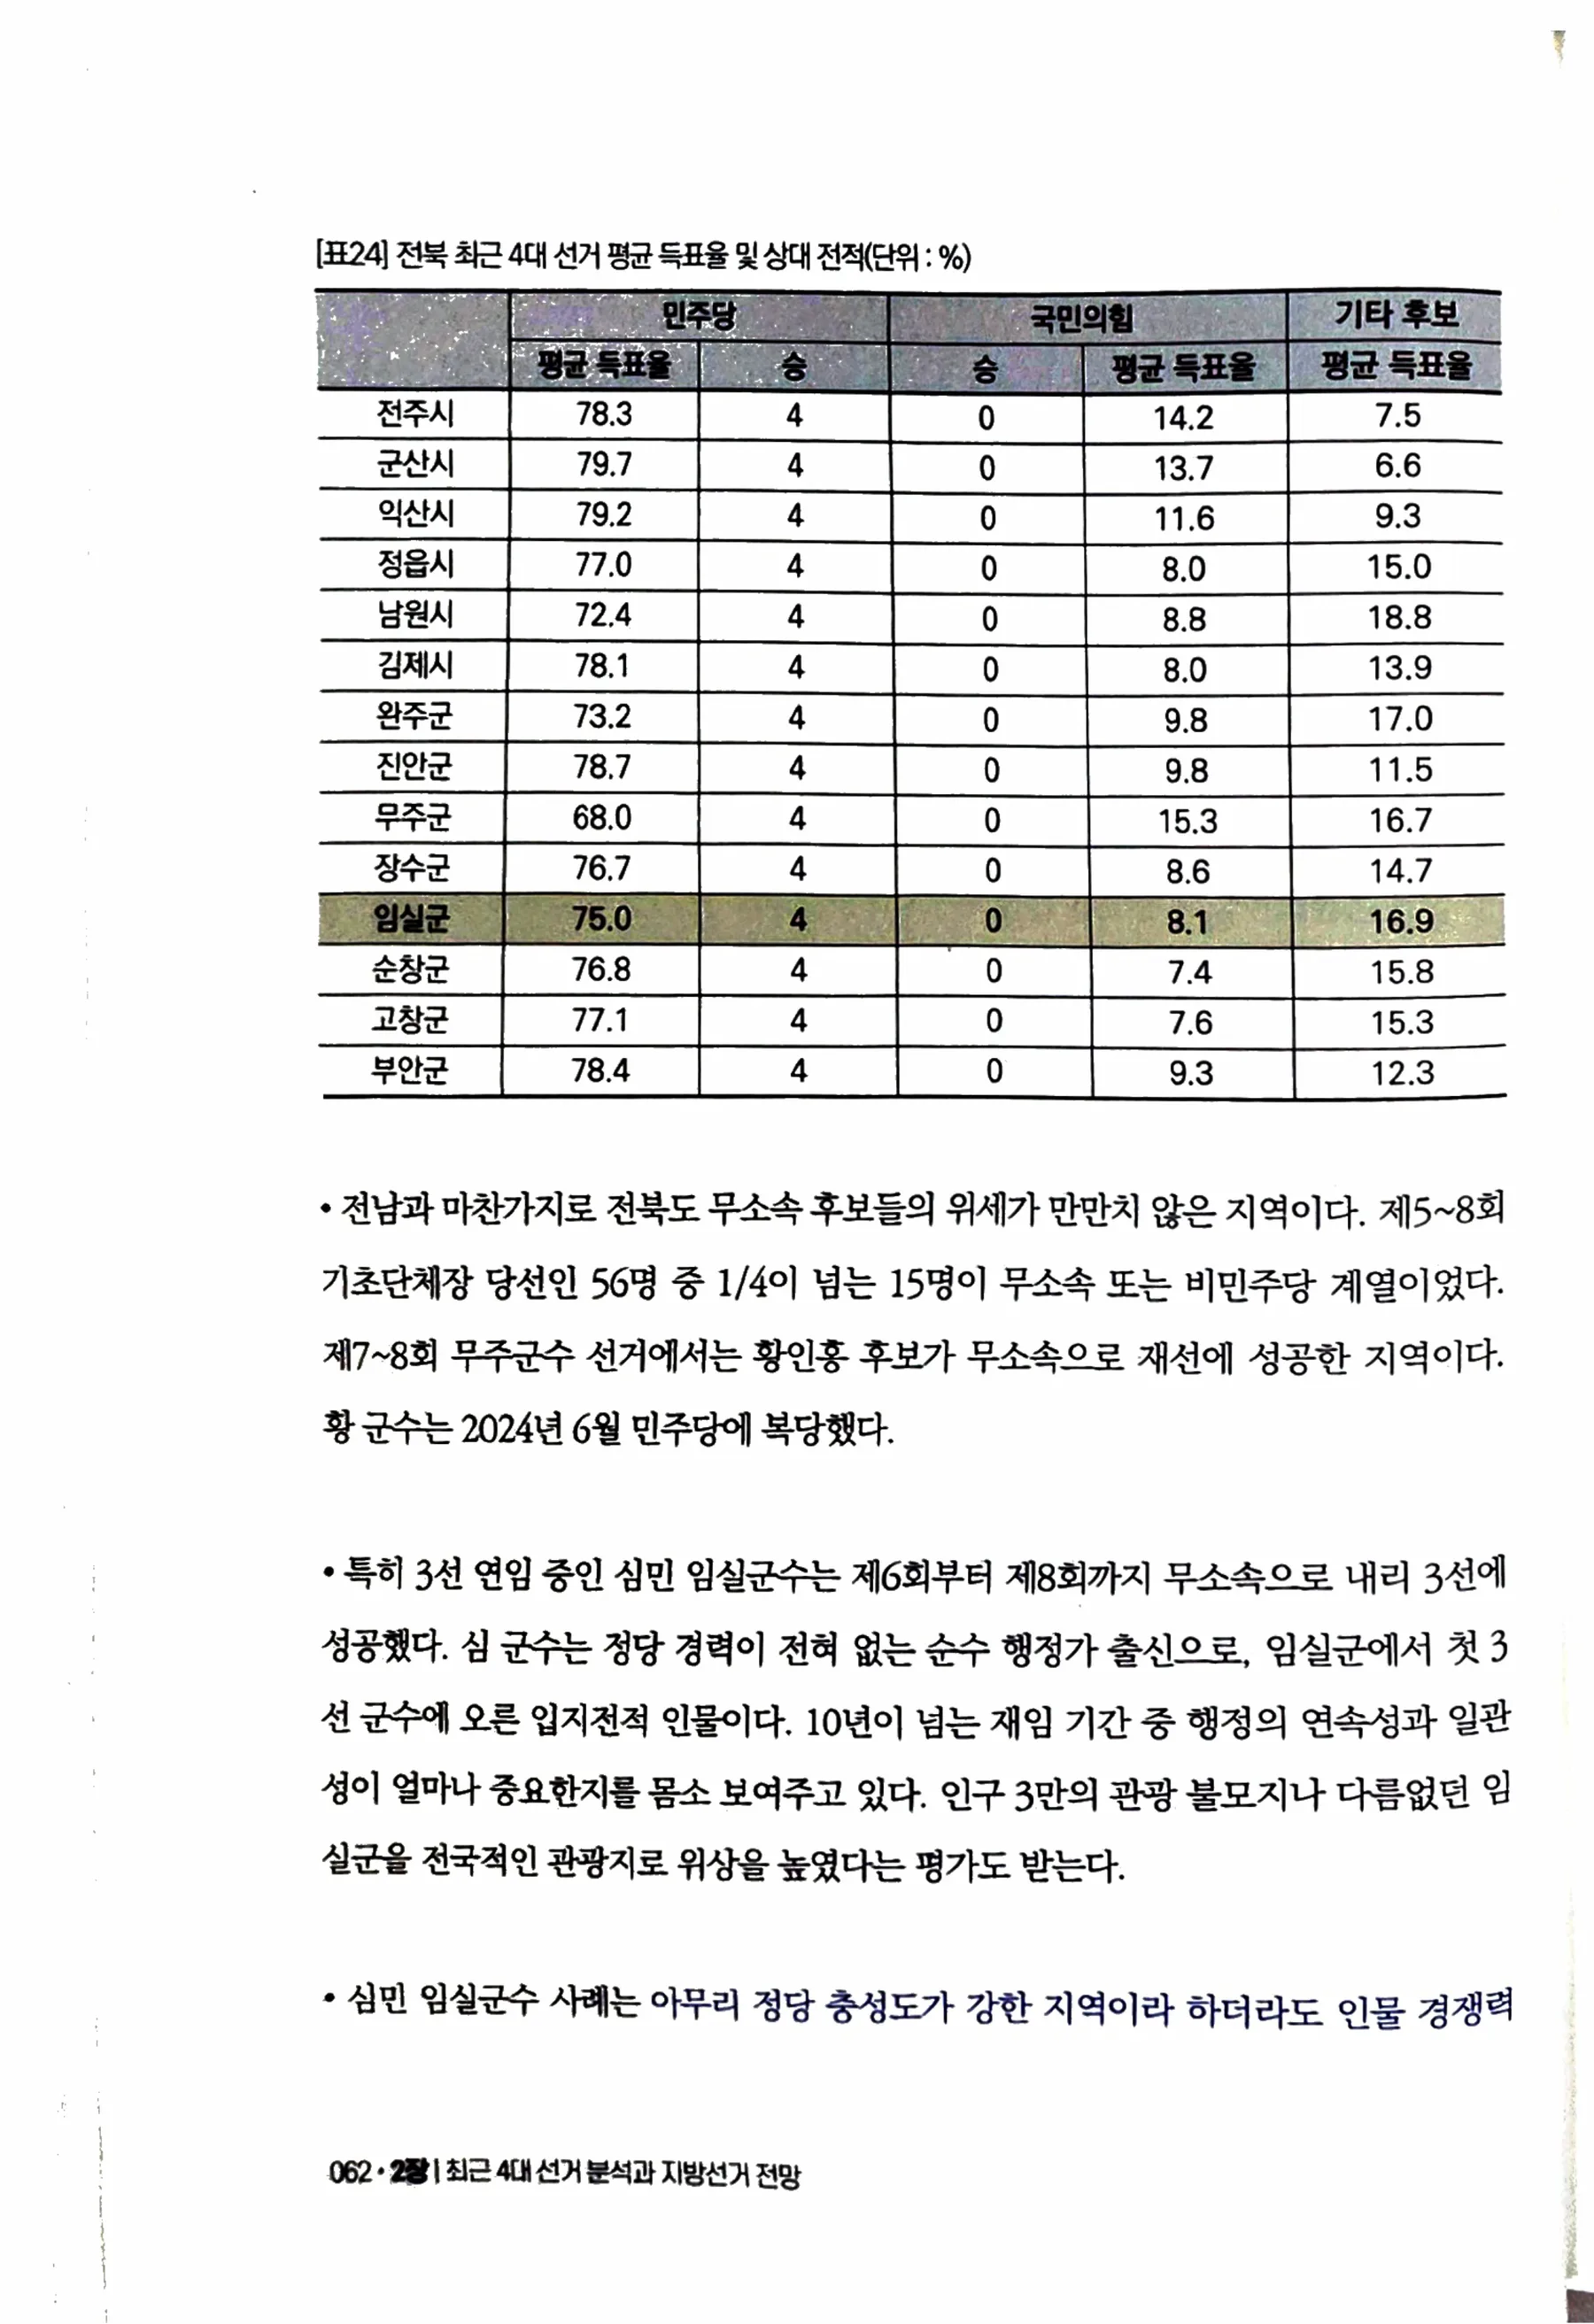 [표24] 전북 최근 4대 선거 평균 득표율 및 상대 전적(단위 : %)
민주당 국민의힘 기타 후보
평균 득표율 승 승 평균 득표율 평균 득표율
전주시 78.3 4 0 14.2 7.5
군산시 79.7 4 0 13.7 6.6
익산시 79.2 4 0 11.6 9.3
정읍시 77.0 4 0 8.0 15.0
남원시 72.4 4 0 8.8 18.8
김제시 78.1 4 0 8.0 13.9
완주군 73.2 4 0 9.8 17.0
진안군 78.7 4 0 9.8 11.5
무주군 68.0 4 0 15.3 16.7
장수군 76.7 4 0 8.6 14.7
임실군 75.0 4 0 8.1 16.9
순창군 76.8 4 0 7.4 15.8
고창군 77.1 4 0 7.6 15.3
부안군 78.4 4 0 9.3 12.3
• 전남과 마찬가지로 전북도 무소속 후보들의 위세가 만만치 않은 지역이다. 제5~8회
기초단체장 당선인 56명 중 1/4이 넘는 15명이 무소속 또는 비민주당 계열이었다.
제7~8회 무주군수 선거에서는 황인홍 후보가 무소속으로 재선에 성공한 지역이다.
황 군수는 2024년 6월 민주당에 복당했다.
• 특히 3선 연임 중인 심민 임실군수는 제6회부터 제8회까지 무소속으로 내리 3선에
성공했다. 심 군수는 정당 경력이 전혀 없는 순수 행정가 출신으로, 임실군에서 첫 3
선 군수에 오른 입지전적 인물이다. 10년이 넘는 재임 기간 중 행정의 연속성과 일관
성이 얼마나 중요한지를 몸소 보여주고 있다. 인구 3만의 관광 불모지나 다름없던 임
실군을 전국적인 관광지로 위상을 높였다는 평가도 받는다.
• 심민 임실군수 사례는 아무리 정당 충성도가 강한 지역이라 하더라도 인물 경쟁력
062 • 2장 | 최근 4대 선거 분석과 지방선거 전망